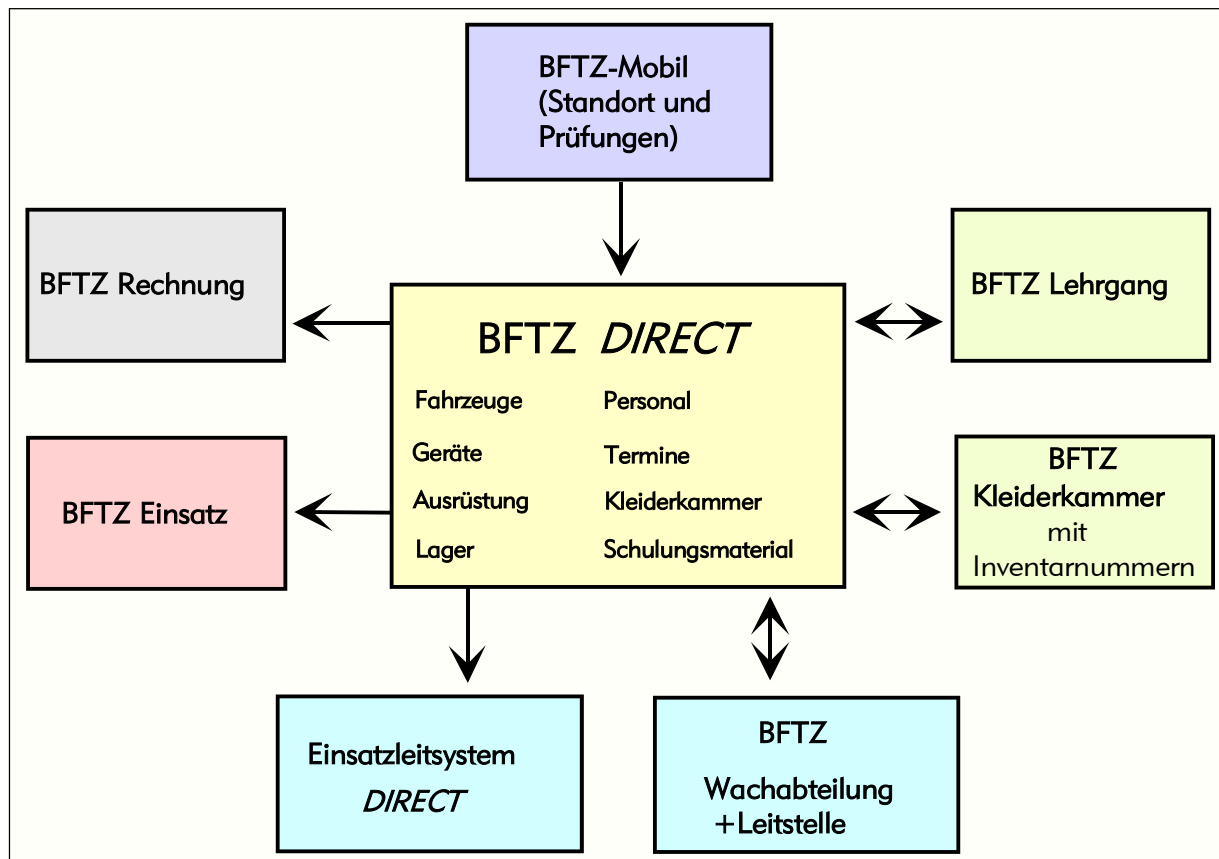 BFTZ-Mobil
(Standort und
Prüfungen)
BFTZ Rechnung
BFTZ Lehrgang
BFTZ DIRECT
Fahrzeuge Personal
Geräte Termine
Ausrüstung Kleiderkammer
Lager Schulungsmaterial
BFTZ Einsatz
BFTZ
Kleiderkammer
mit
Inventarnummern
Einsatzleitsystem
DIRECT
BFTZ
Wachabteilung
+Leitstelle